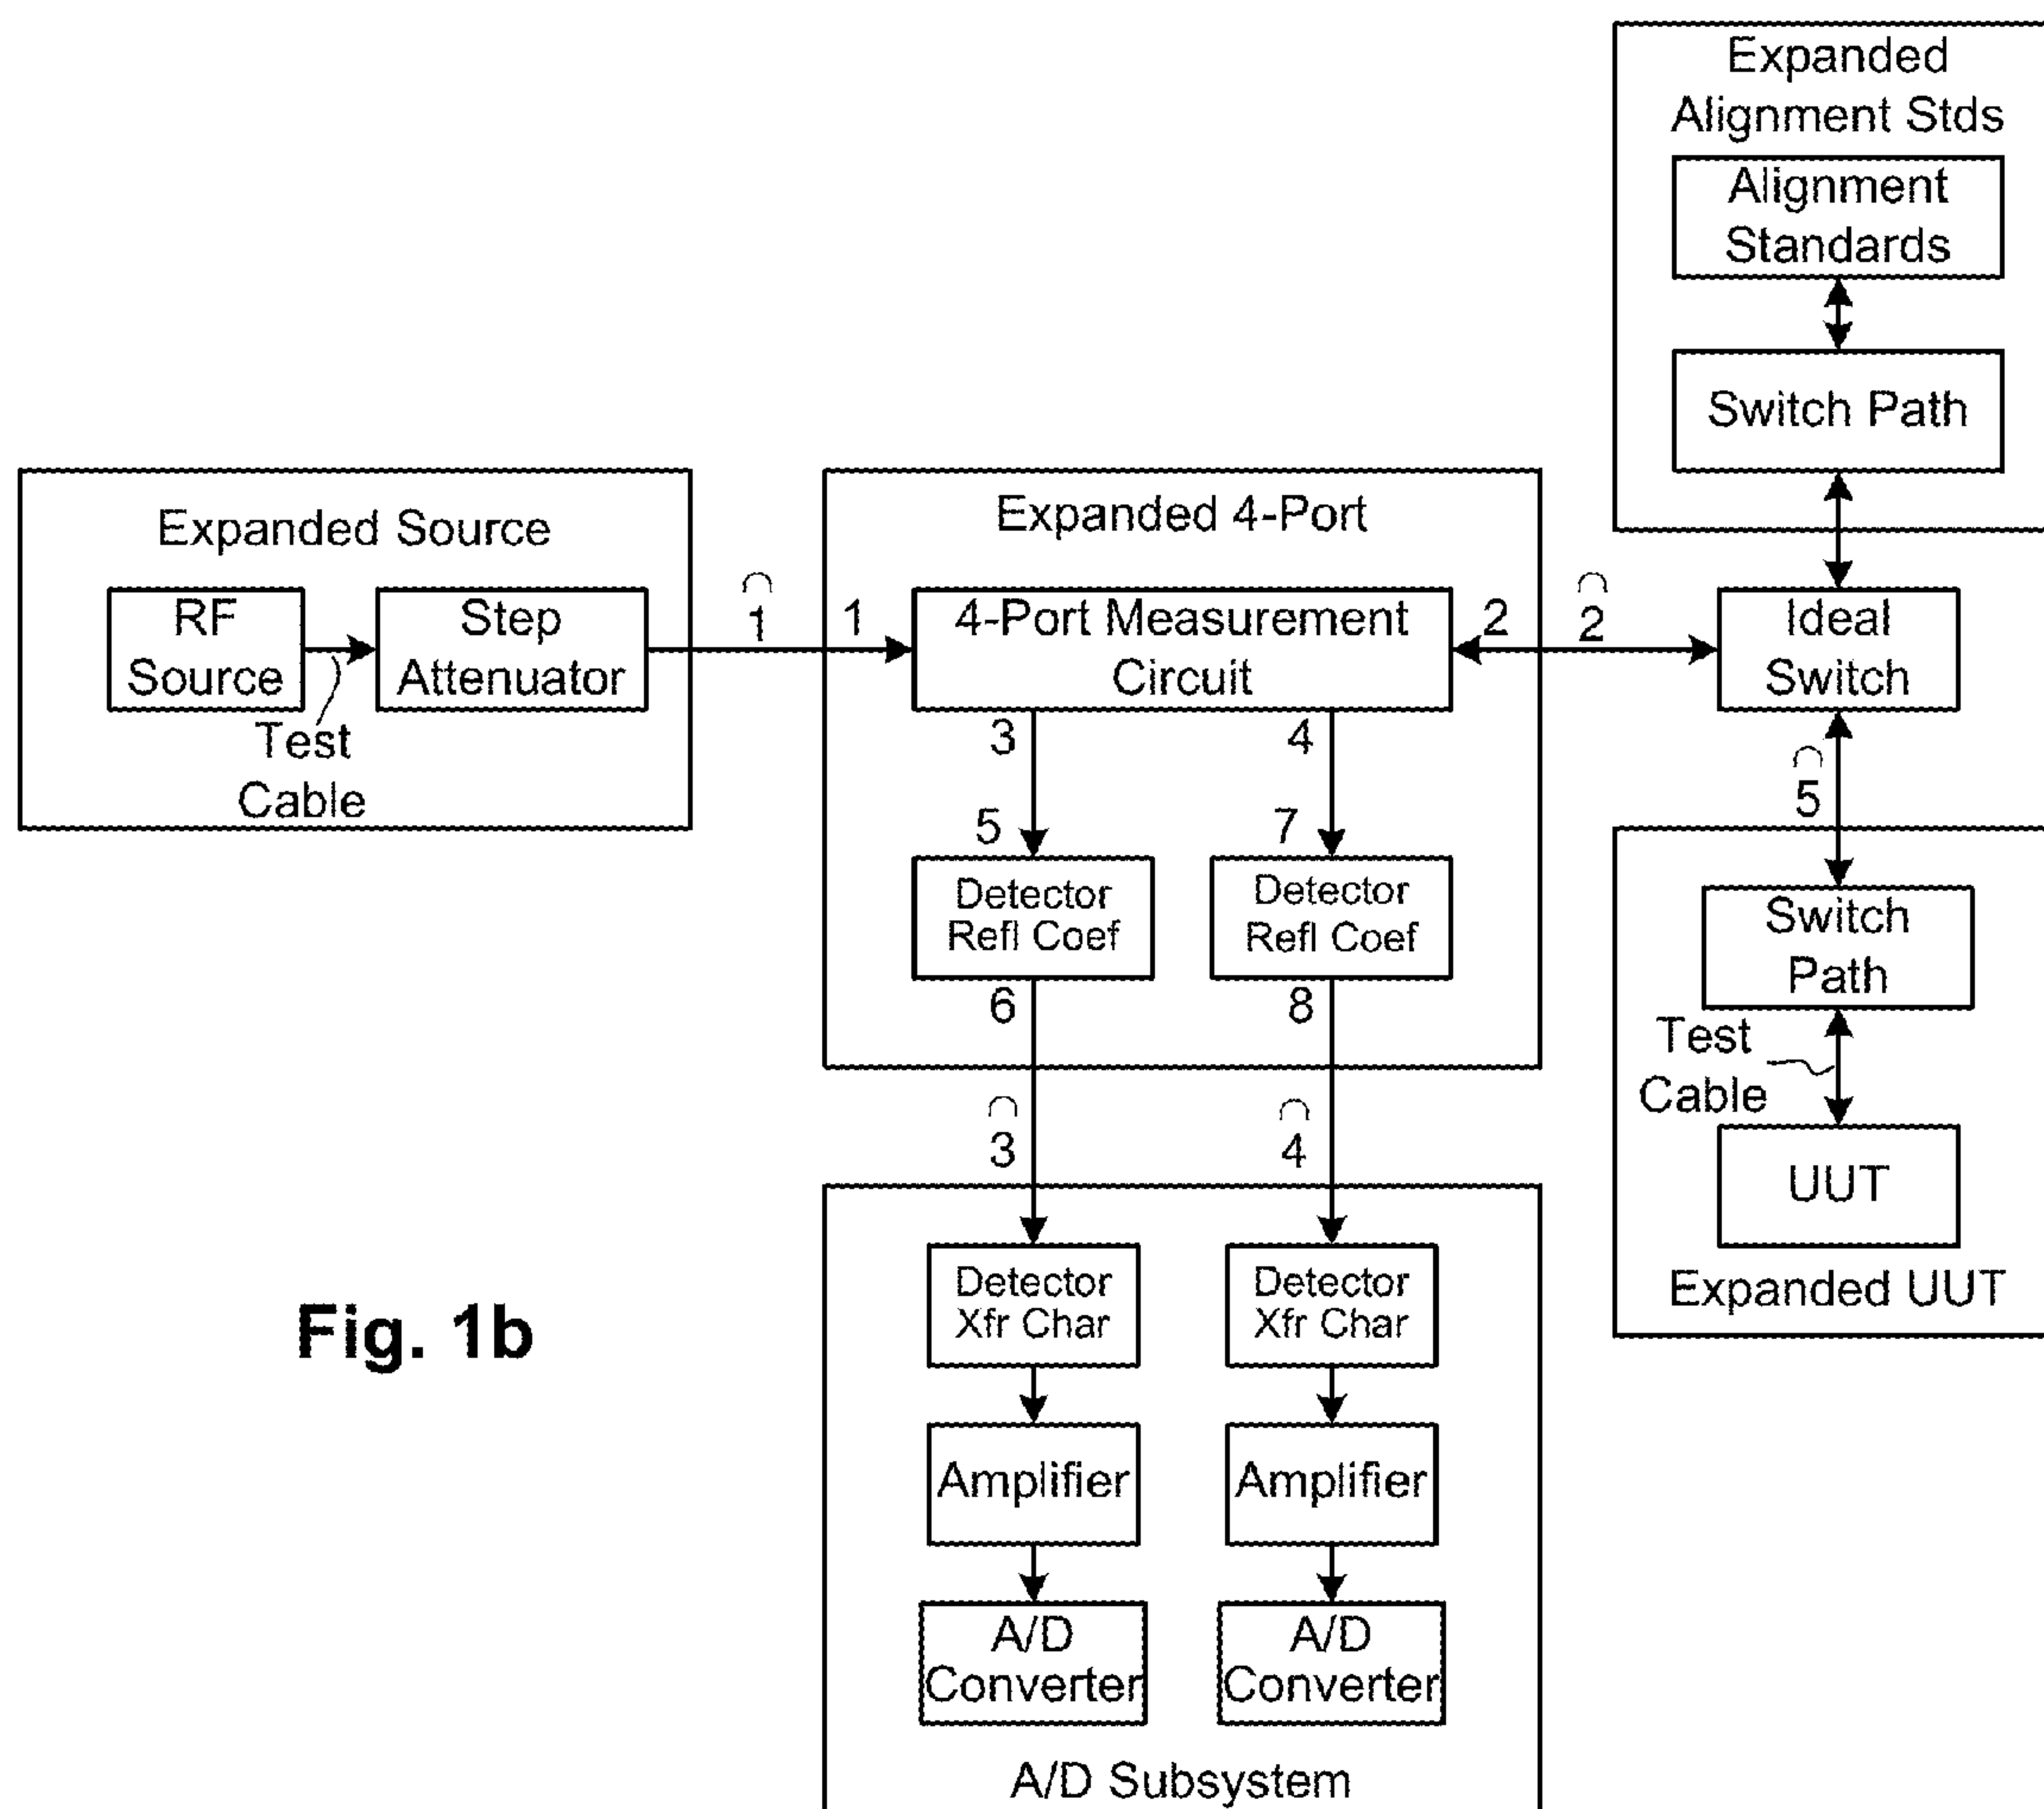 Expanded
Alignment Stds
Alignment
Standards
Switch Path
Expanded Source
RF
Source
Step
Attenuator
Test
Cable
1
1
Expanded 4-Port
4-Port Measurement
Circuit
2
2
Ideal
Switch
3
4
5
7
5
Detector
Refl Coef
Detector
Refl Coef
6
8
Switch
Path
Test
Cable
UUT
Expanded UUT
3
4
Detector
Xfr Char
Detector
Xfr Char
Amplifier
Amplifier
A/D
Converter
A/D
Converter
A/D Subsystem
Fig. 1b